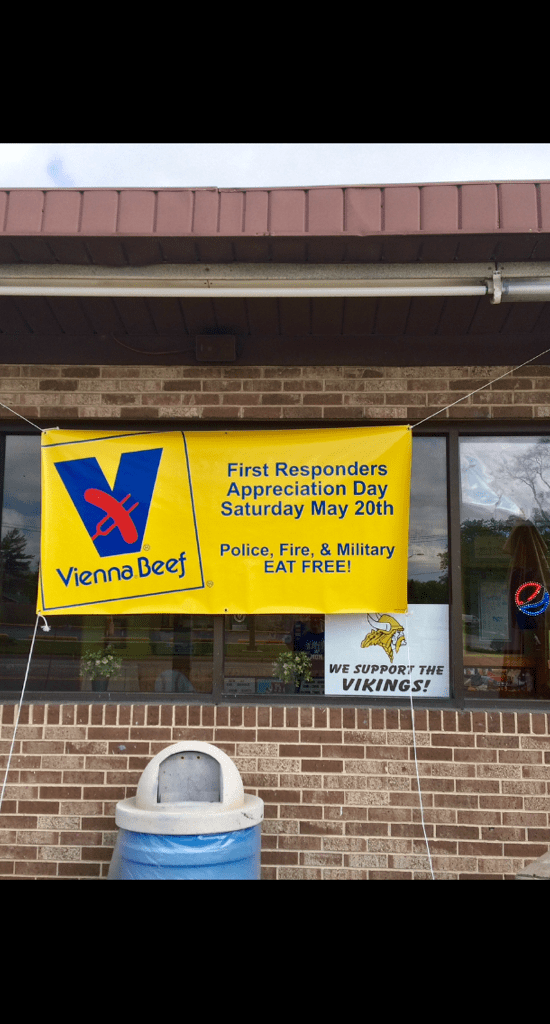 Vienna Beef
First Responders
Appreciation Day
Saturday May 20th
Police, Fire, & Military
EAT FREE!
WE SUPPORT THE
VIKINGS!